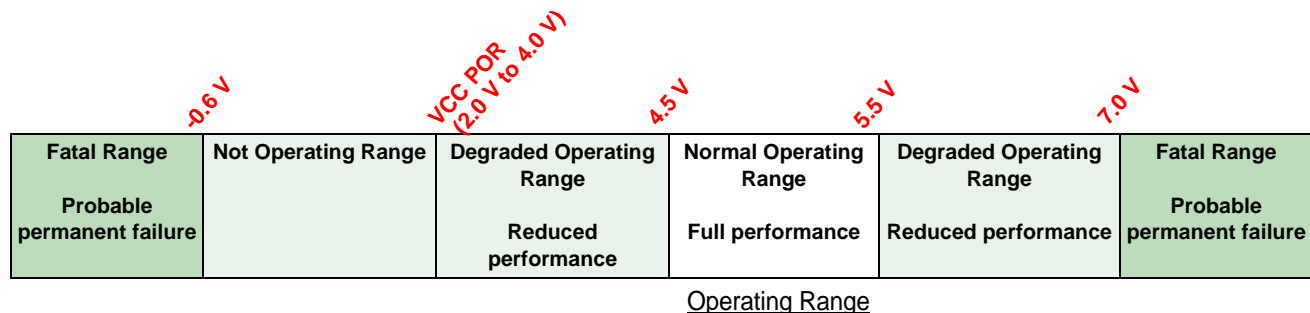 -0.6 V
VCC POR
(2.0 V to 4.0 V)
4.5 V
5.5 V
7.0 V
Fatal Range
Probable
permanent failure
Not Operating Range
Degraded Operating
Range
Reduced
performance
Normal Operating
Range
Full performance
Degraded Operating
Range
Reduced performance
Fatal Range
Probable
permanent failure
Operating Range